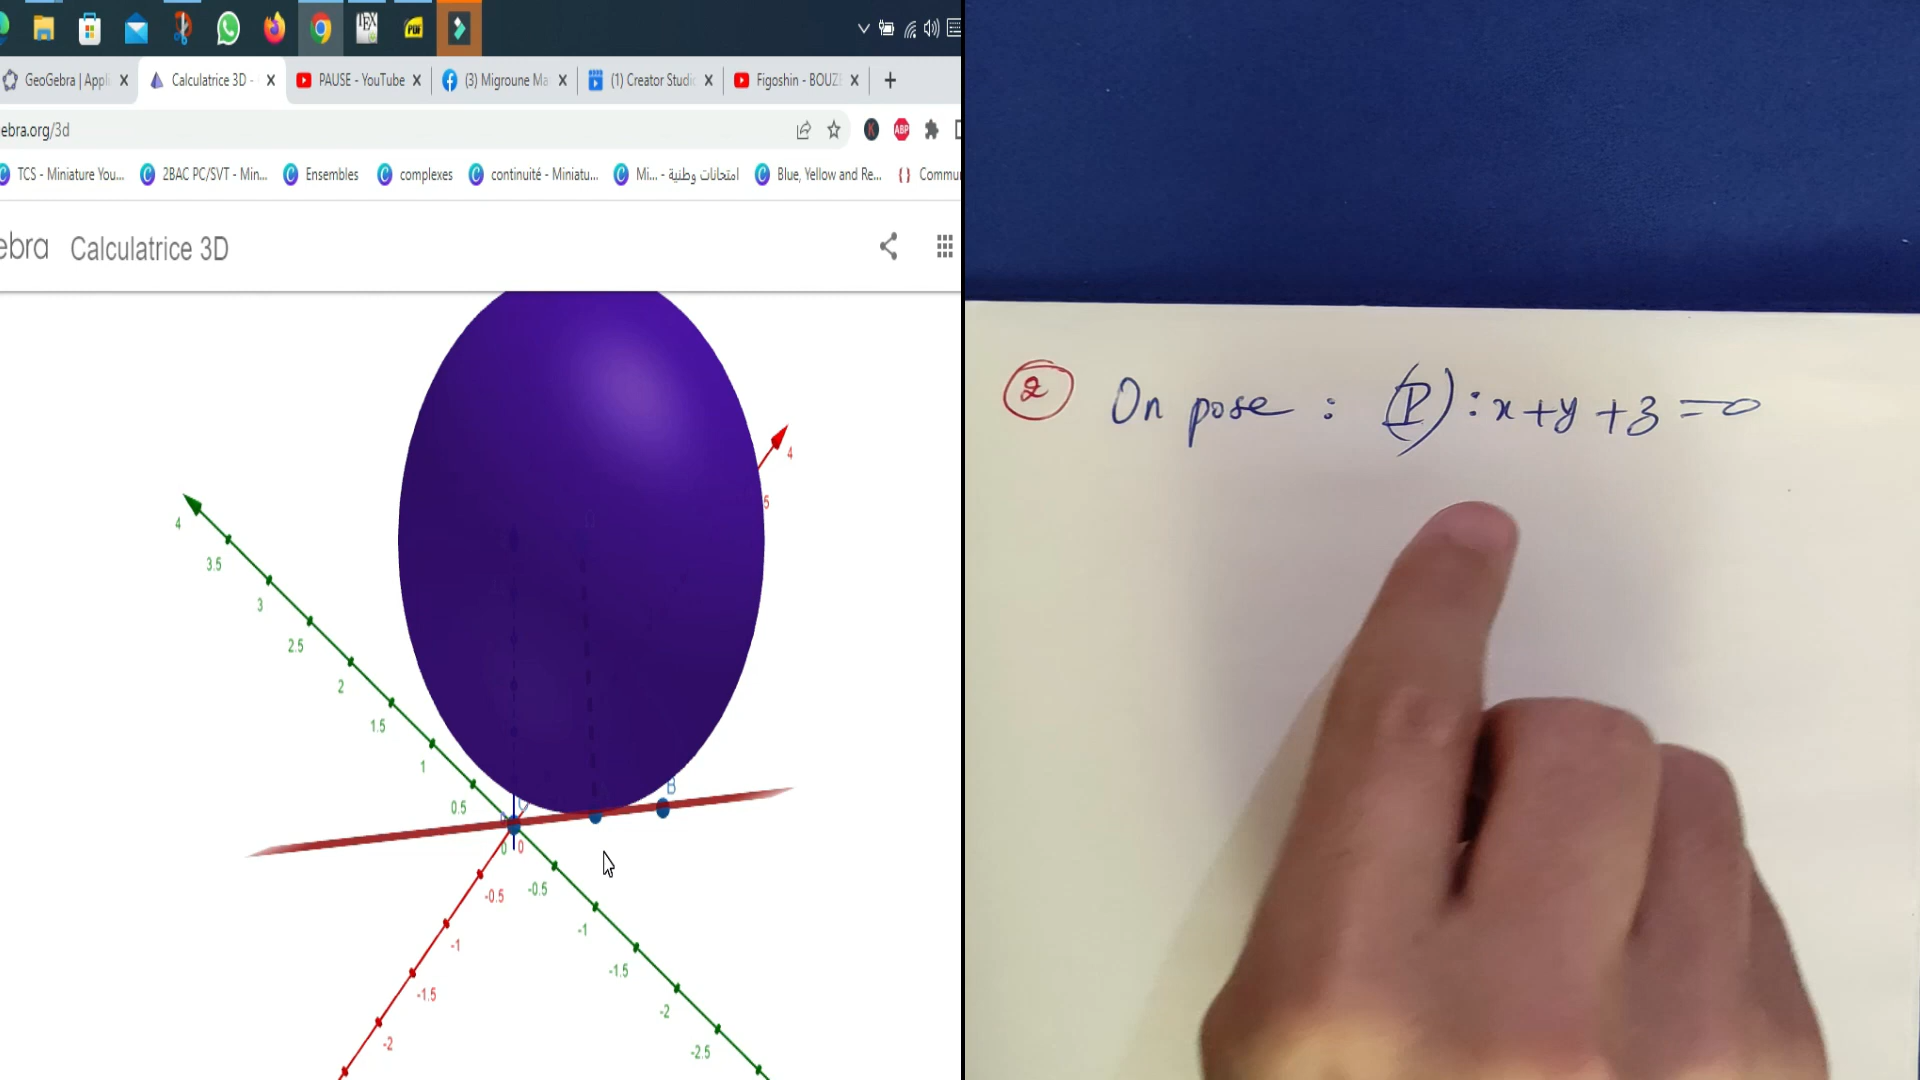 GeoGebra | Appli
Calculatrice 3D -
PAUSE - YouTube
(3) Migroune Ma
(1) Creator Studio
Figoshin - BOUZ
ebra.org/3d
TCS - Miniature You...
2BAC PC/SVT - Min...
Ensembles
complexes
continuité - Miniatu...
Mi... - امتحانات وطنية
Blue, Yellow and Re...
Commu
ebra Calculatrice 3D
4
5
4
3.5
3
2.5
2
1.5
1
0.5
B
0 0
-0.5
-0.5
-1
-1
-1.5
-1.5
-2
-2
-2.5
② On pose : (P) : x+y+z=0